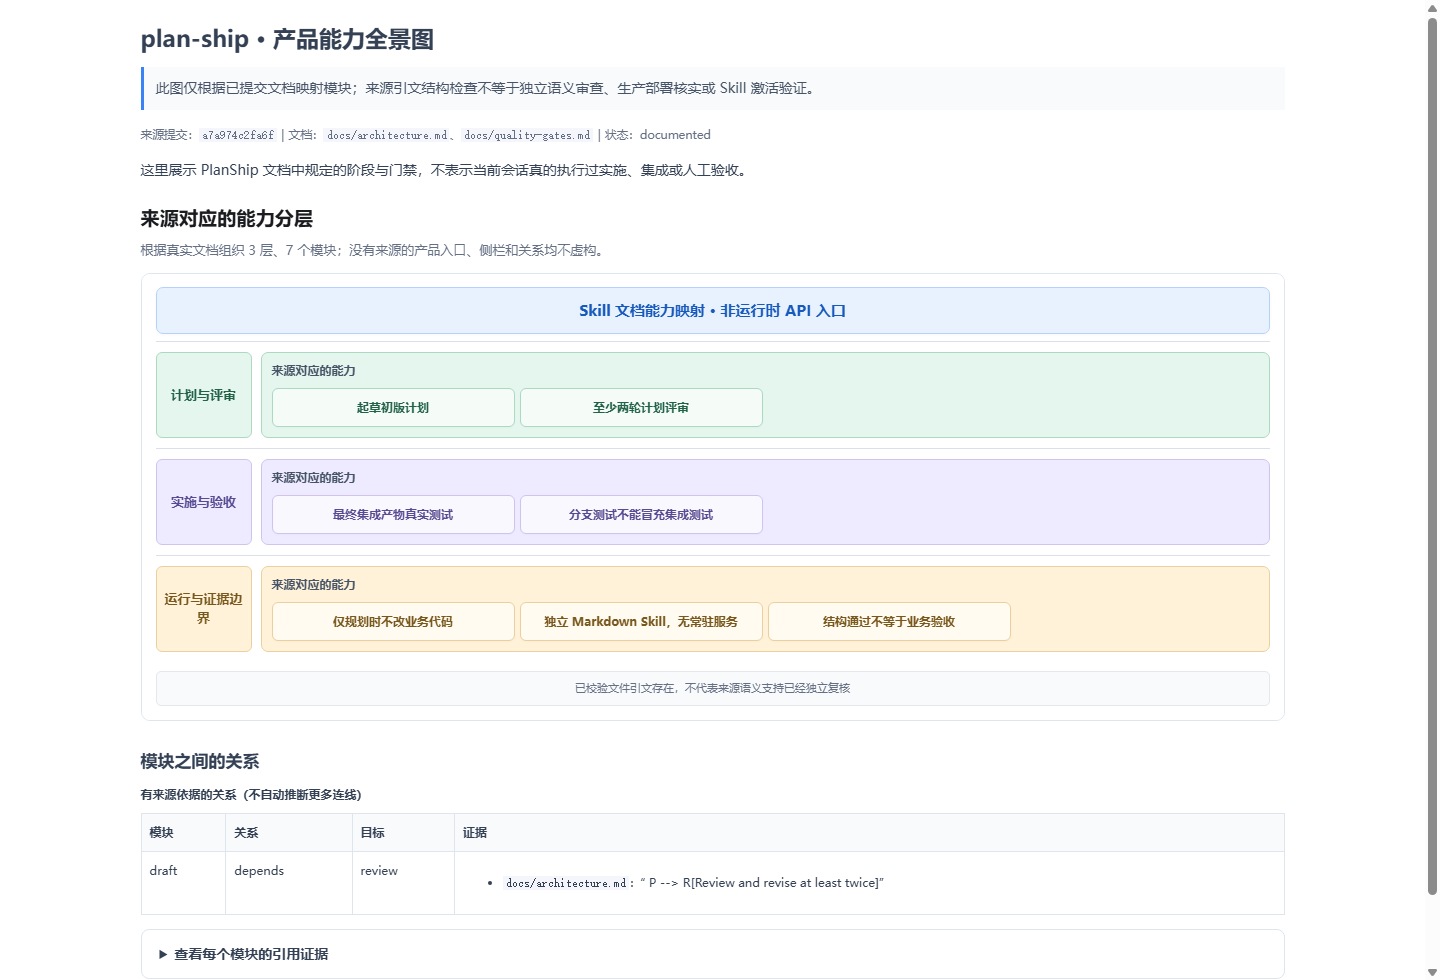 plan-ship · 产品能力全景图
此图仅根据已提交文档映射模块；来源引文结构检查不等于独立语义审查、生产部署核实或 Skill 激活验证。
来源提交： a7a974c2fa6f | 文档： docs/architecture.md、 docs/quality-gates.md | 状态： documented
这里展示 PlanShip 文档中规定的阶段与门禁，不表示当前会话真的执行过实施、集成或人工验收。
来源对应的能力分层
根据真实文档组织 3 层、7 个模块；没有来源的产品入口、侧栏和关系均不虚构。
Skill 文档能力映射 · 非运行时 API 入口
计划与评审
来源对应的能力
起草初版计划
至少两轮计划评审
实施与验收
来源对应的能力
最终集成产物真实测试
分支测试不能冒充集成测试
运行与证据边
界
来源对应的能力
仅规划时不改业务代码
独立 Markdown Skill，无常驻服务
结构通过不等于业务验收
已校验文件引文存在，不代表来源语义支持已经独立复核
模块之间的关系
有来源依据的关系（不自动推断更多连线）
模块 关系 目标 证据
draft depends review • docs/architecture.md：“ P --> R[Review and revise at least twice]”
▶ 查看每个模块的引用证据